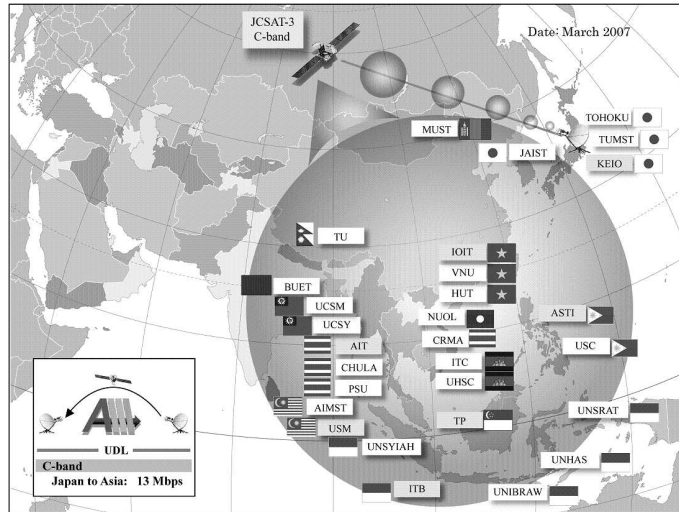 JCSAT-3
C-band
Date: March 2007
TOHOKU
MUST
TUMST
JAIST
KEIO
TU
IOIT
VNU
BUET
HUT
UCSM
NUOL
ASTI
UCSY
CRMA
AIT
USC
ITC
CHULA
UHSC
PSU
AIMST
TP
UNSRAT
USM
UNSYIAH
UNHAS
ITB
UNIBRAW
AIII
UDL
C-band
Japan to Asia: 13 Mbps